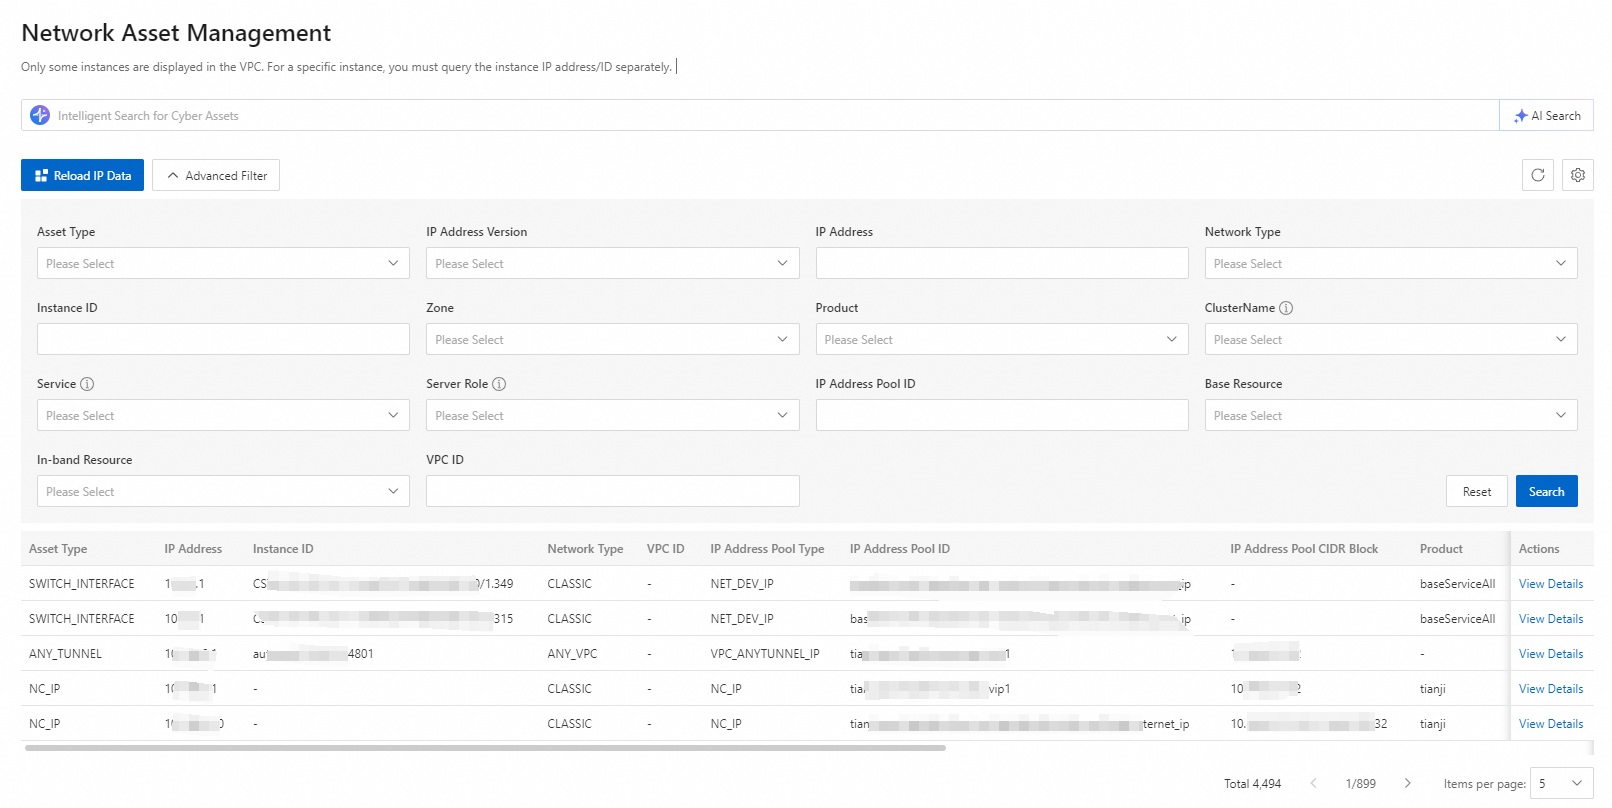 Network Asset Management
Only some instances are displayed in the VPC. For a specific instance, you must query the instance IP address/ID separately.
Intelligent Search for Cyber Assets
AI Search
Reload IP Data
Advanced Filter
Asset Type IP Address Version IP Address Network Type
Please Select Please Select Please Select
Instance ID Zone Product ClusterName
Please Select Please Select Please Select
Service Server Role IP Address Pool ID Base Resource
Please Select Please Select Please Select
In-band Resource VPC ID
Please Select
Reset Search
Asset Type IP Address Instance ID Network Type VPC ID IP Address Pool Type IP Address Pool ID IP Address Pool CIDR Block Product Actions
SWITCH_INTERFACE CLASSIC - NET_DEV_IP - baseServiceAll View Details
SWITCH_INTERFACE CLASSIC - NET_DEV_IP - baseServiceAll View Details
ANY_TUNNEL ANY_VPC - VPC_ANYTUNNEL_IP - View Details
NC_IP - CLASSIC - NC_IP tianji View Details
NC_IP - CLASSIC - NC_IP tianji View Details
Total 4,494 1/899 Items per page: 5